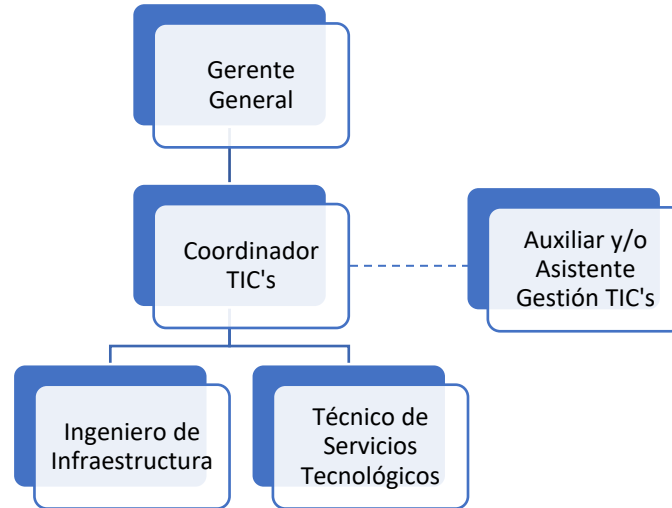 Gerente
General
Coordinador
TIC's
Auxiliar y/o
Asistente
Gestión TIC's
Ingeniero de
Infraestructura
Técnico de
Servicios
Tecnológicos